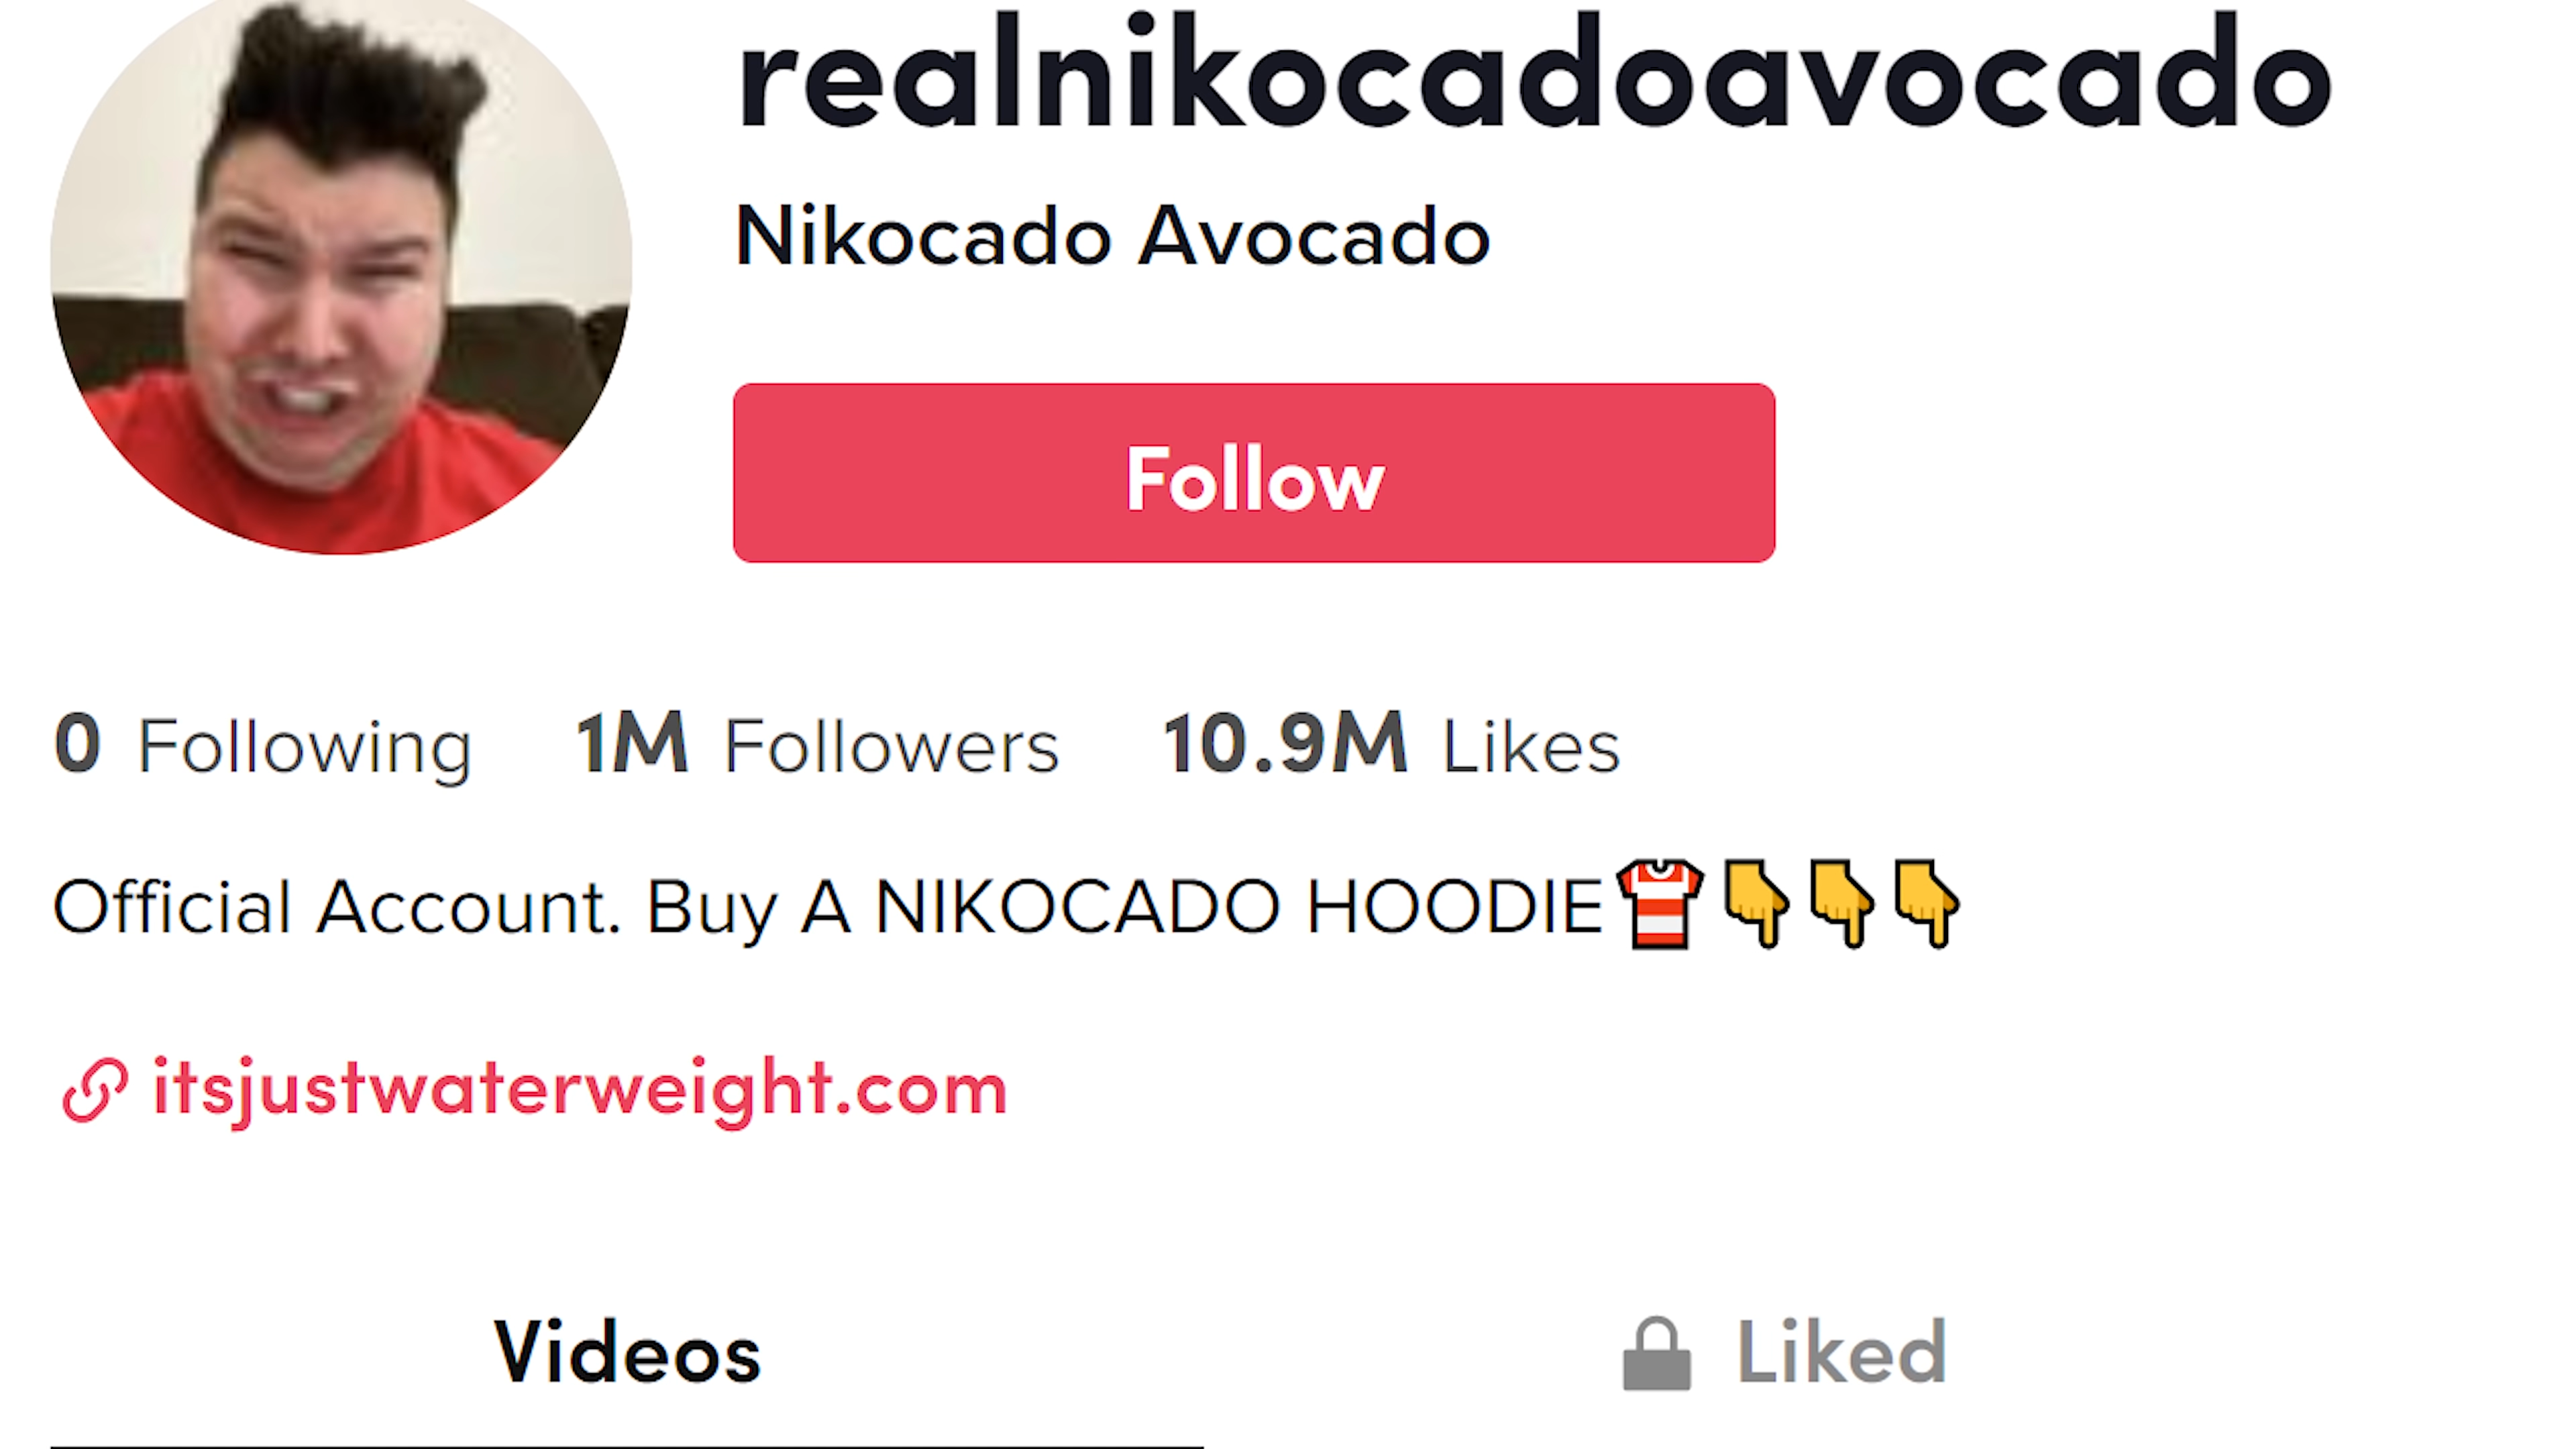 realnikocadoavocado
Nikocado Avocado
Follow
0 Following 1M Followers 10.9M Likes
Official Account. Buy A NIKOCADO HOODIE👕👇👇👇
itsjustwaterweight.com
Videos Liked